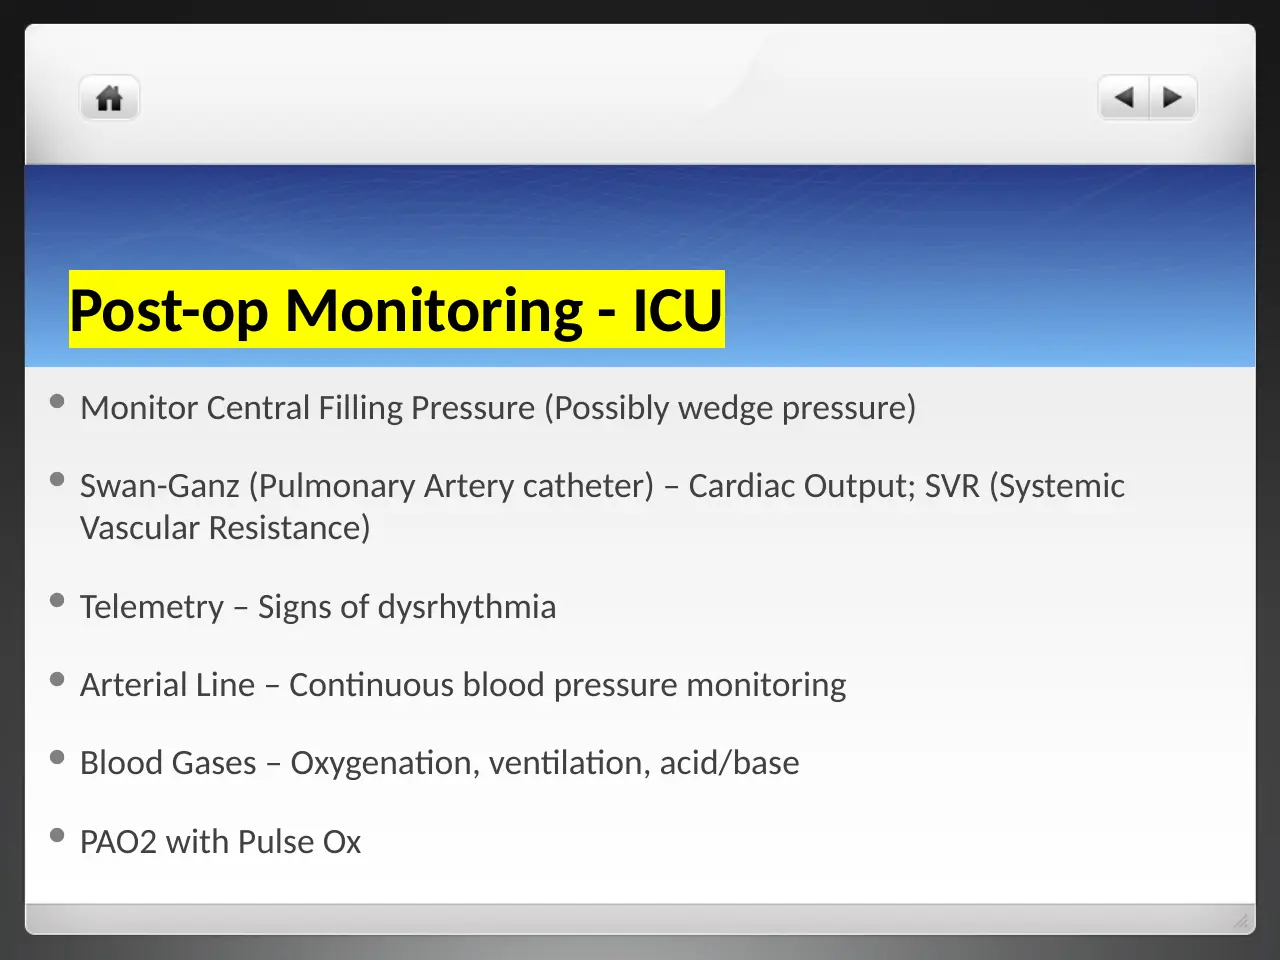 Post-op Monitoring - ICU
• Monitor Central Filling Pressure (Possibly wedge pressure)
• Swan-Ganz (Pulmonary Artery catheter) – Cardiac Output; SVR (Systemic
Vascular Resistance)
• Telemetry – Signs of dysrhythmia
• Arterial Line – Continuous blood pressure monitoring
• Blood Gases – Oxygenation, ventilation, acid/base
• PAO2 with Pulse Ox